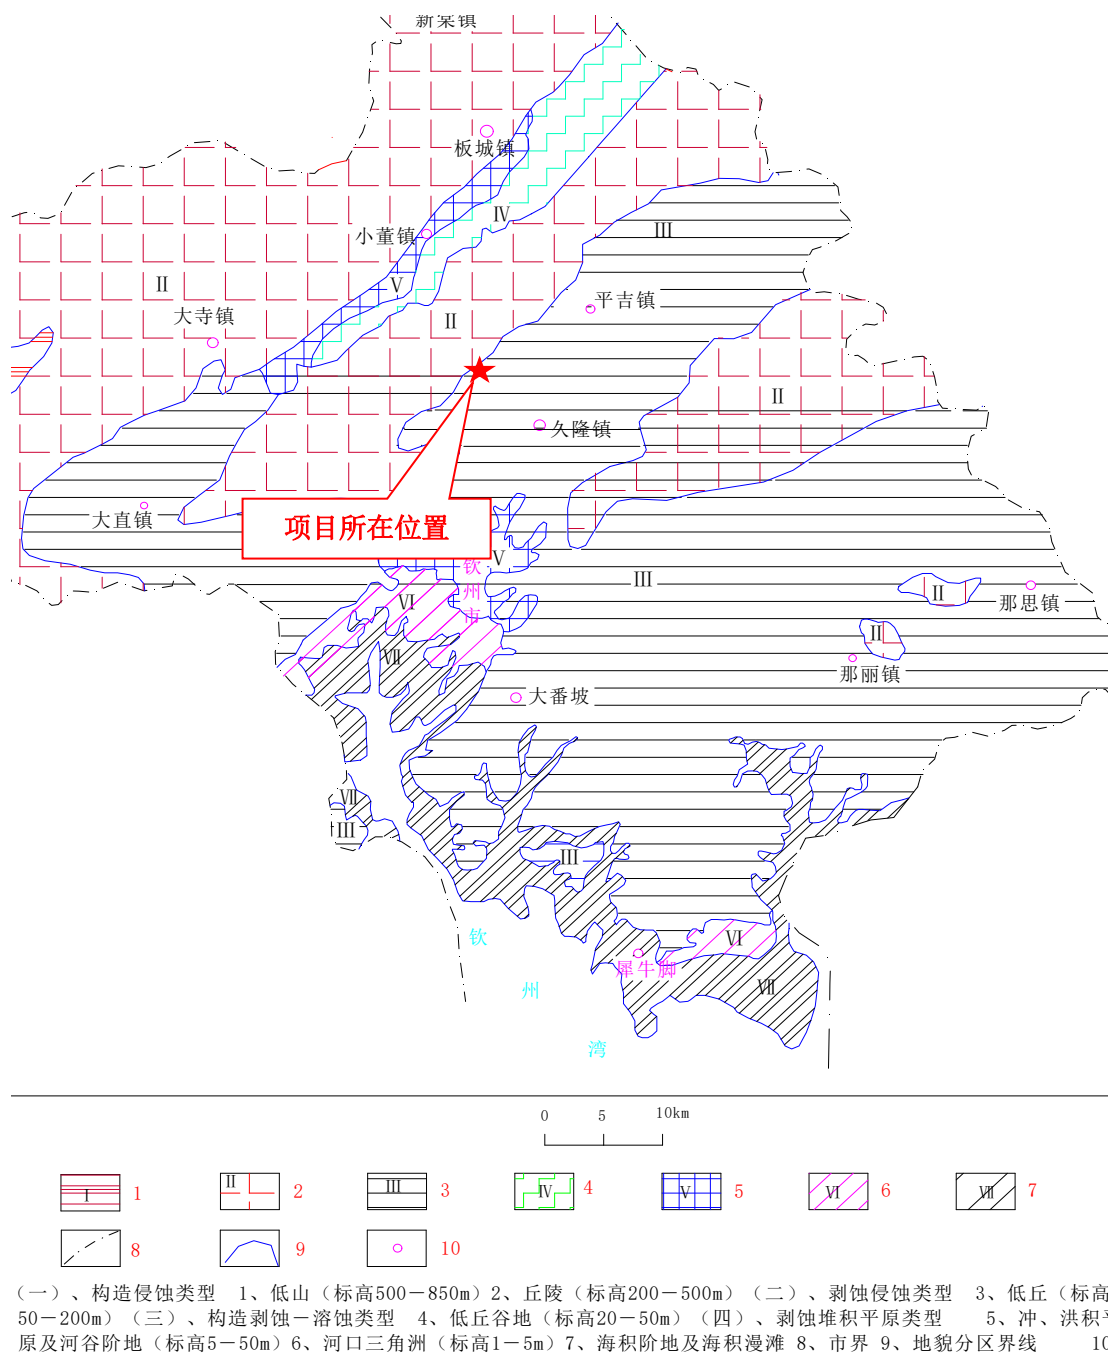 新棠镇
板城镇
Ⅳ
小董镇
Ⅲ
Ⅱ
Ⅴ
平吉镇
大寺镇
Ⅱ
Ⅱ
久隆镇
大直镇
项目所在位置
Ⅴ
钦州市
Ⅲ
Ⅱ
那思镇
Ⅵ
Ⅱ
Ⅶ
那丽镇
大番坡
Ⅶ
Ⅲ
Ⅲ
钦州湾
Ⅵ
犀牛脚
Ⅶ
0 5 10km
Ⅰ 1 Ⅱ 2 Ⅲ 3 Ⅳ 4 Ⅴ 5 Ⅵ 6 Ⅶ 7
8 9 10
（一）、构造侵蚀类型 1、低山（标高500－850m）2、丘陵（标高200－500m）（二）、剥蚀侵蚀类型 3、低丘（标高
50－200m）（三）、构造剥蚀－溶蚀类型 4、低丘谷地（标高20－50m）（四）、剥蚀堆积平原类型 5、冲、洪积平
原及河谷阶地（标高5－50m）6、河口三角洲（标高1－5m）7、海积阶地及海积漫滩 8、市界 9、地貌分区界线 10